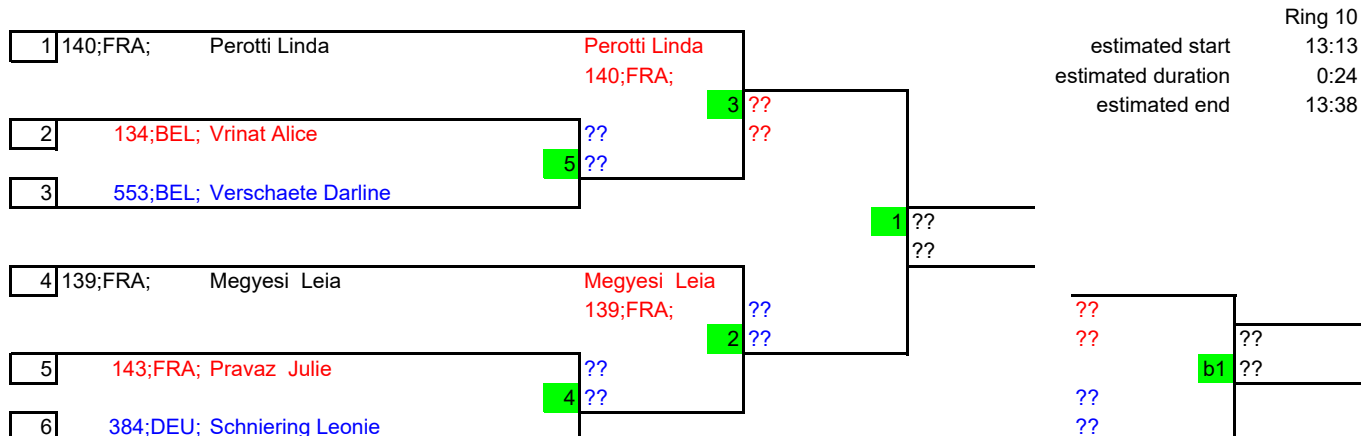 Ring 10
1 140;FRA; Perotti Linda Perotti Linda estimated start 13:13
140;FRA; estimated duration 0:24
3 ?? estimated end 13:38
2 134;BEL; Vrinat Alice ?? ??
5 ??
3 553;BEL; Verschaete Darline
1 ??
??
4 139;FRA; Megyesi Leia Megyesi Leia
139;FRA; ?? ??
2 ?? ?? ??
5 143;FRA; Pravaz Julie ?? b1 ??
4 ?? ??
6 384;DEU; Schniering Leonie ??